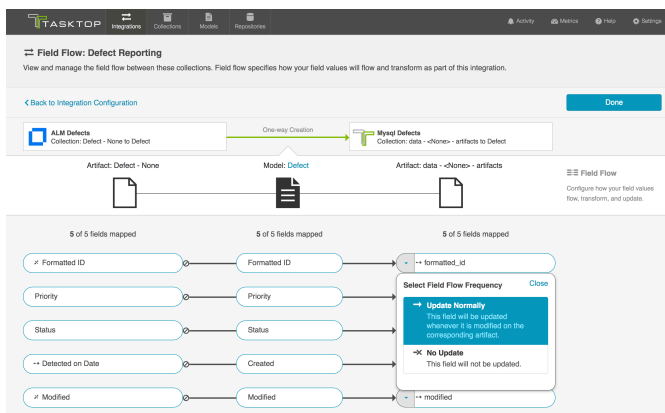 TASKTOP
Integrations
Collections
Models
Repositories
Activity
Metrics
Help
Settings
Field Flow: Defect Reporting
View and manage the field flow between these collections. Field flow specifies how your field values will flow and transform as part of this integration.
Back to Integration Configuration
Done
ALM Defects
Collection: Defect - None to Defect
One-way Creation
Mysql Defects
Collection: data - <None> - artifacts to Defect
Artifact: Defect - None
Model: Defect
Artifact: data - <None> - artifacts
Field Flow
Configure how your field values
flow, transform, and update.
5 of 5 fields mapped
5 of 5 fields mapped
5 of 5 fields mapped
Formatted ID
Formatted ID
formatted_id
Select Field Flow Frequency
Close
Update Normally
This field will be updated
whenever it is modified on the
corresponding artifact.
No Update
This field will not be updated.
Priority
Priority
Status
Status
Detected on Date
Created
Modified
Modified
modified